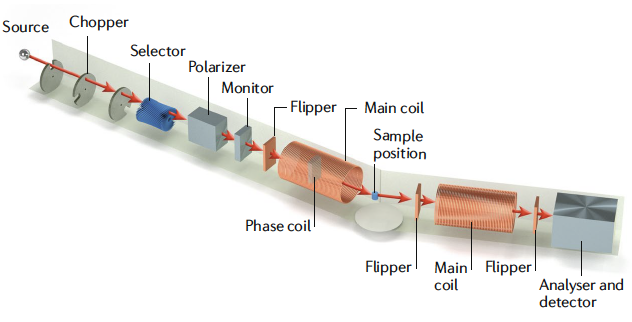 Source
Chopper
Selector
Polarizer
Monitor
Flipper
Main coil
Sample
position
Phase coil
Flipper
Main
coil
Flipper
Analyser and
detector